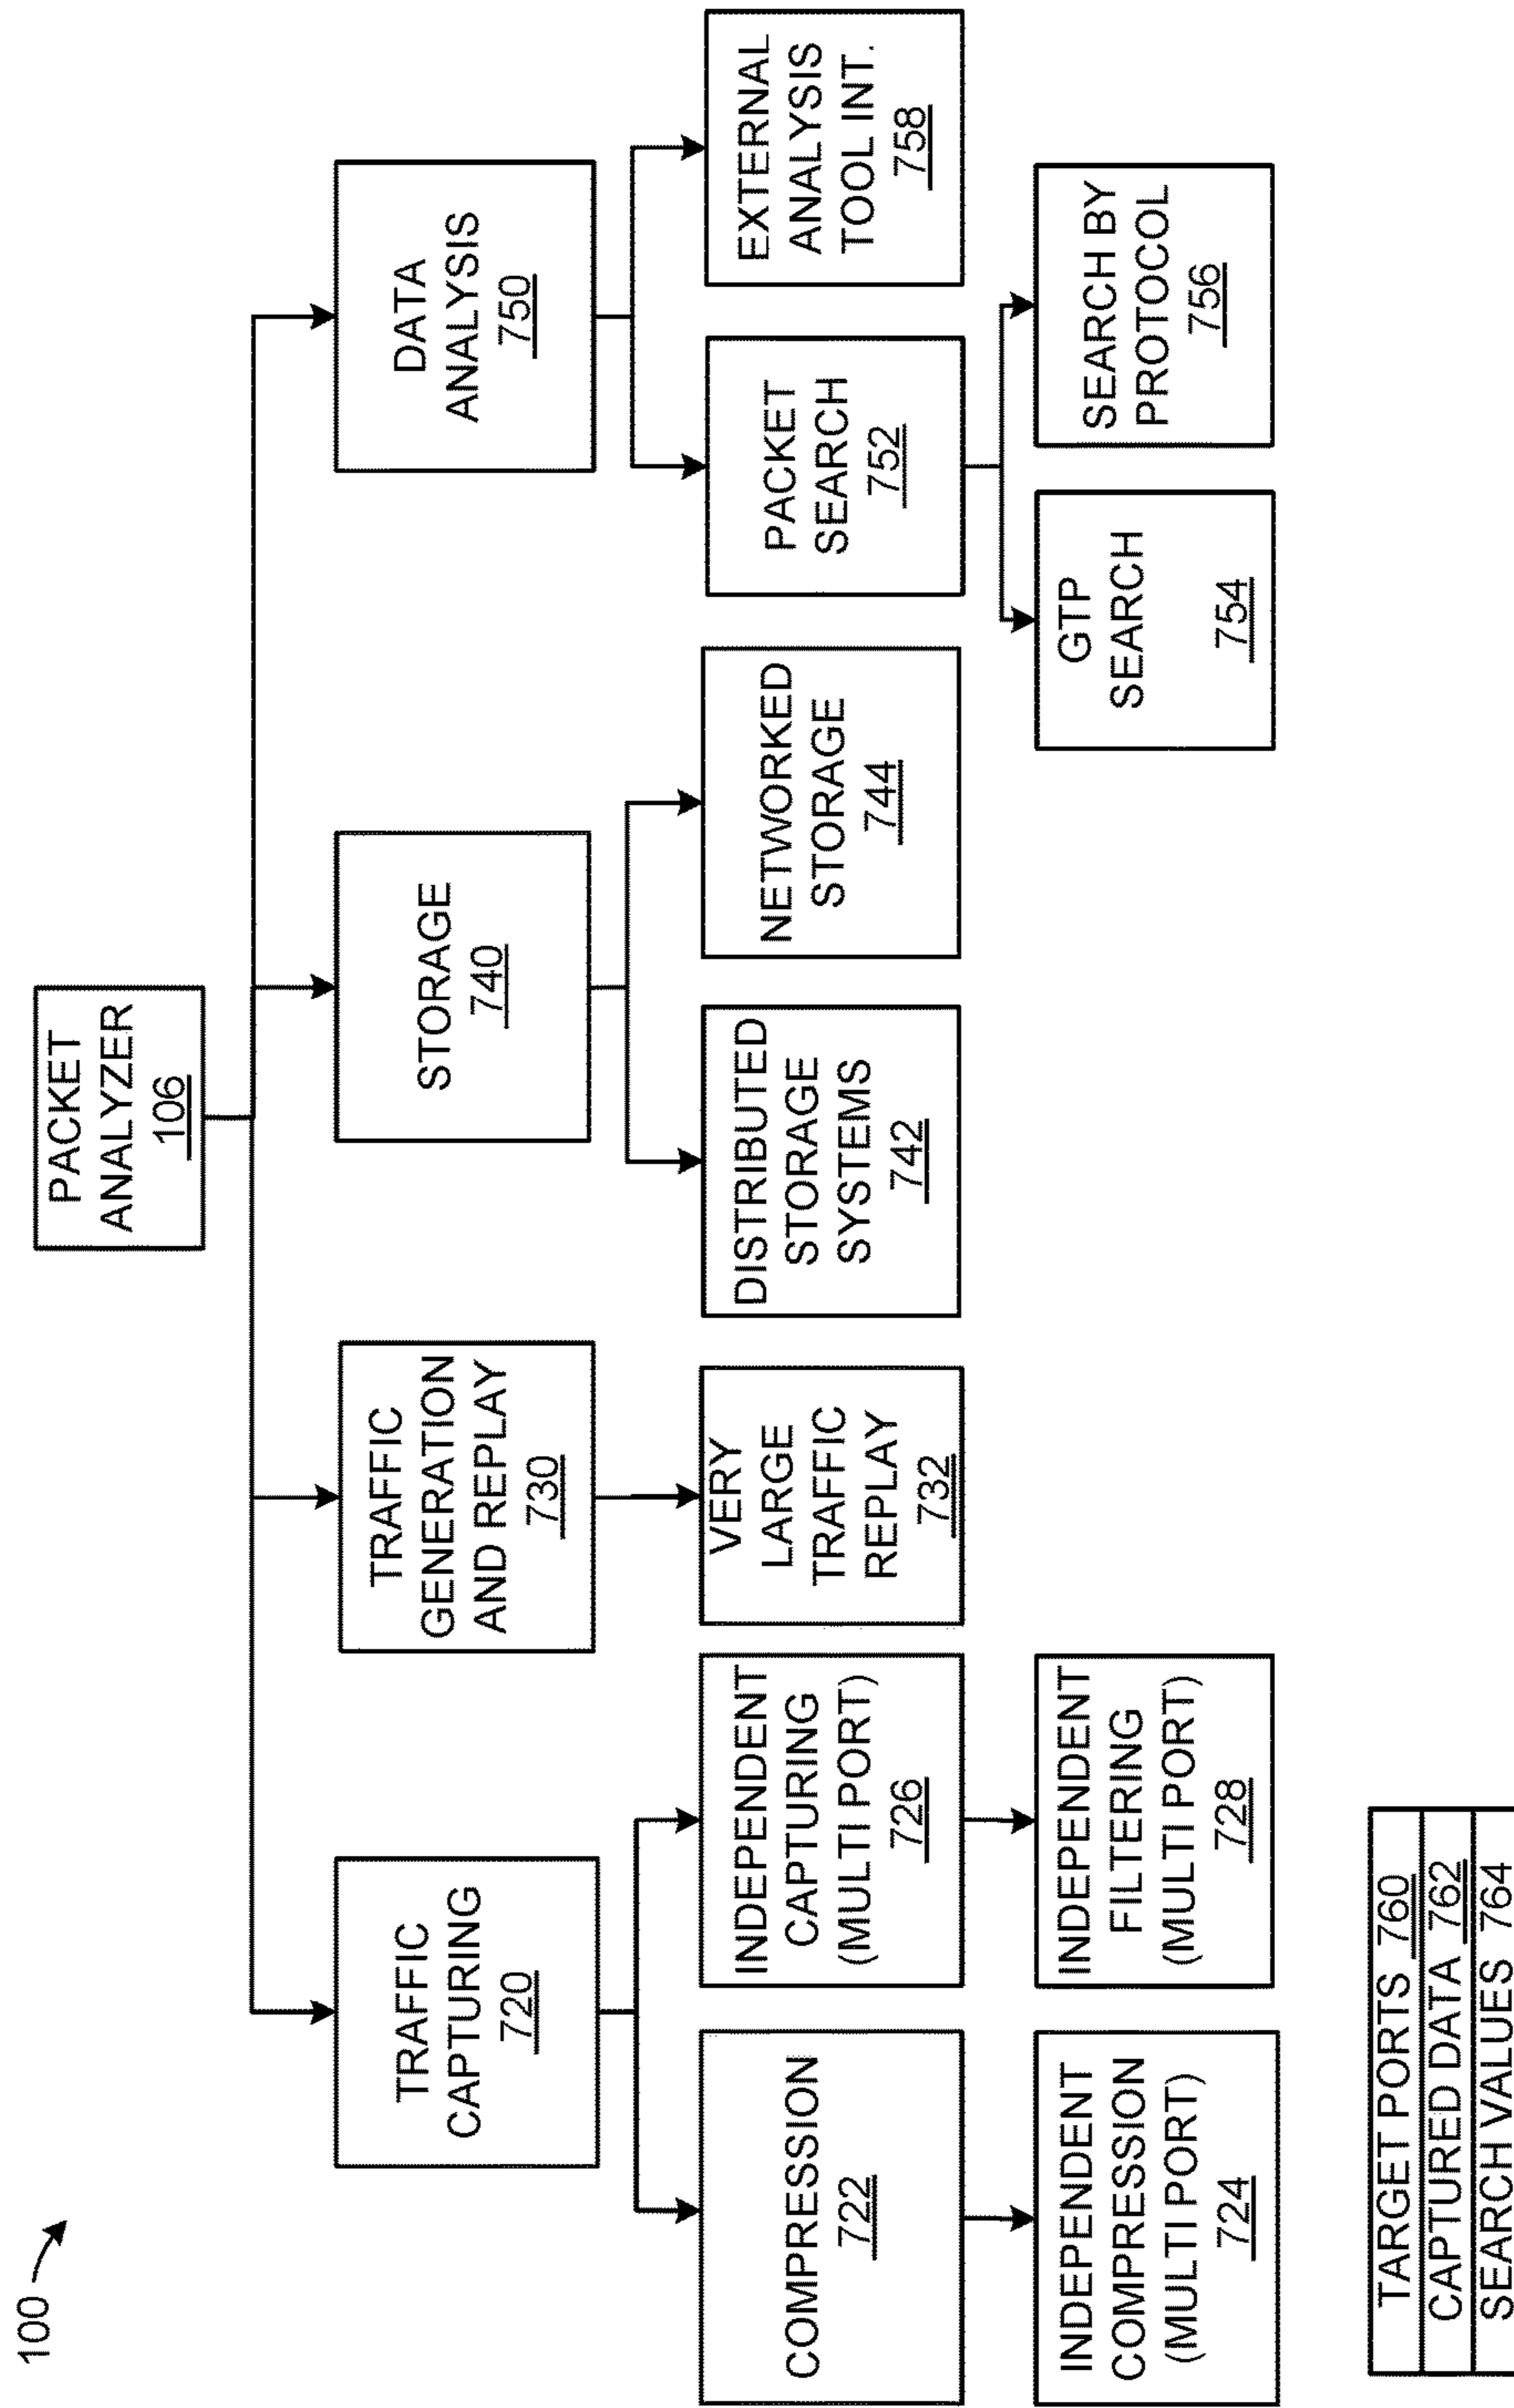 100
PACKET
ANALYZER
106
TRAFFIC
CAPTURING
720
TRAFFIC
GENERATION
AND REPLAY
730
STORAGE
740
DATA
ANALYSIS
750
COMPRESSION
722
INDEPENDENT
CAPTURING
(MULTI PORT)
726
VERY
LARGE
TRAFFIC
REPLAY
732
DISTRIBUTED
STORAGE
SYSTEMS
742
NETWORKED
STORAGE
744
PACKET
SEARCH
752
EXTERNAL
ANALYSIS
TOOL INT.
758
INDEPENDENT
COMPRESSION
(MULTI PORT)
724
INDEPENDENT
FILTERING
(MULTI PORT)
728
GTP
SEARCH
754
SEARCH BY
PROTOCOL
756
TARGET PORTS 760
CAPTURED DATA 762
SEARCH VALUES 764